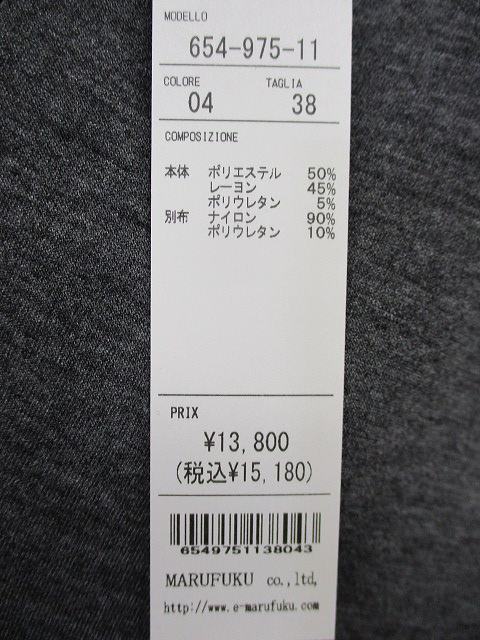 MODELLO
654-975-11
COLORE TAGLIA
04 38
COMPOSIZIONE
本体 ポリエステル 50%
レーヨン 45%
ポリウレタン 5%
別布 ナイロン 90%
ポリウレタン 10%
PRIX
¥13,800
(税込¥15,180)
6549751138043
MARUFUKU co.,ltd,
http://www.e-marufuku.com